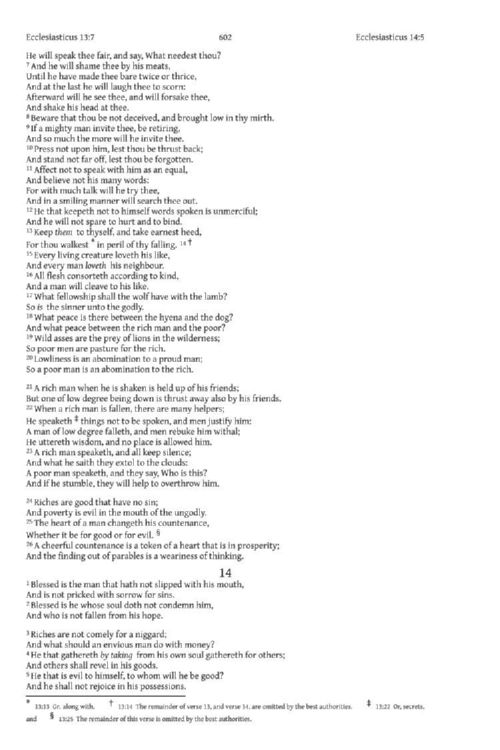 Ecclesiasticus 13:7 602 Ecclesiasticus 14:5
He will speak thee fair, and say, What needest thou?
7 And he will shame thee by his meats,
Until he have made thee bare twice or thrice,
And at the last he will laugh thee to scorn:
Afterward will he see thee, and will forsake thee,
And shake his head at thee.
8 Beware that thou be not deceived, and brought low in thy mirth.
9 If a mighty man invite thee, be retiring,
And so much the more will he invite thee.
10 Press not upon him, lest thou be thrust back;
And stand not far off, lest thou be forgotten.
11 Affect not to speak with him as an equal,
And believe not his many words:
For with much talk will he try thee,
And in a smiling manner will search thee out.
12 He that keepeth not to himself words spoken is unmerciful;
And he will not spare to hurt and to bind.
13 Keep them to thyself, and take earnest heed,
For thou walkest * in peril of thy falling. 14 †
15 Every living creature loveth his like,
And every man loveth his neighbour.
16 All flesh consorteth according to kind,
And a man will cleave to his like.
17 What fellowship shall the wolf have with the lamb?
So is the sinner unto the godly.
18 What peace is there between the hyena and the dog?
And what peace between the rich man and the poor?
19 Wild asses are the prey of lions in the wilderness;
So poor men are pasture for the rich.
20 Lowliness is an abomination to a proud man;
So a poor man is an abomination to the rich.
21 A rich man when he is shaken is held up of his friends;
But one of low degree being down is thrust away also by his friends.
22 When a rich man is fallen, there are many helpers;
He speaketh ‡ things not to be spoken, and men justify him:
A man of low degree falleth, and men rebuke him withal;
He uttereth wisdom, and no place is allowed him.
23 A rich man speaketh, and all keep silence;
And what he saith they extol to the clouds:
A poor man speaketh, and they say, Who is this?
And if he stumble, they will help to overthrow him.
24 Riches are good that have no sin;
And poverty is evil in the mouth of the ungodly.
25 The heart of a man changeth his countenance,
Whether it be for good or for evil. §
26 A cheerful countenance is a token of a heart that is in prosperity;
And the finding out of parables is a weariness of thinking.
14
1 Blessed is the man that hath not slipped with his mouth,
And is not pricked with sorrow for sins.
2 Blessed is he whose soul doth not condemn him,
And who is not fallen from his hope.
3 Riches are not comely for a niggard;
And what should an envious man do with money?
4 He that gathereth by taking from his own soul gathereth for others;
And others shall revel in his goods.
5 He that is evil to himself, to whom will he be good?
And he shall not rejoice in his possessions.
* 13:13 Gr. along with. † 13:14 The remainder of verse 13, and verse 14, are omitted by the best authorities. ‡ 13:22 Or, secrets.
and § 13:25 The remainder of this verse is omitted by the best authorities.